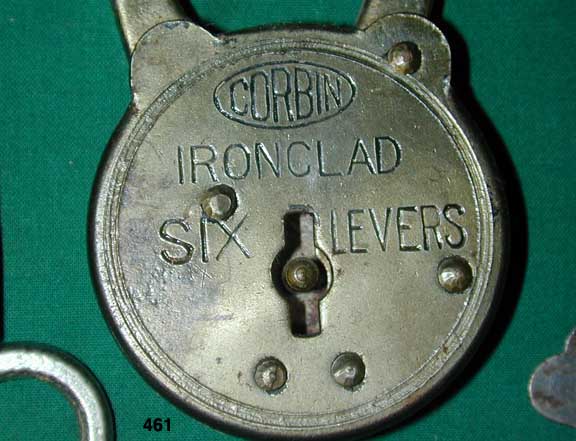 CORBIN
IRONCLAD
SIX LEVERS
461